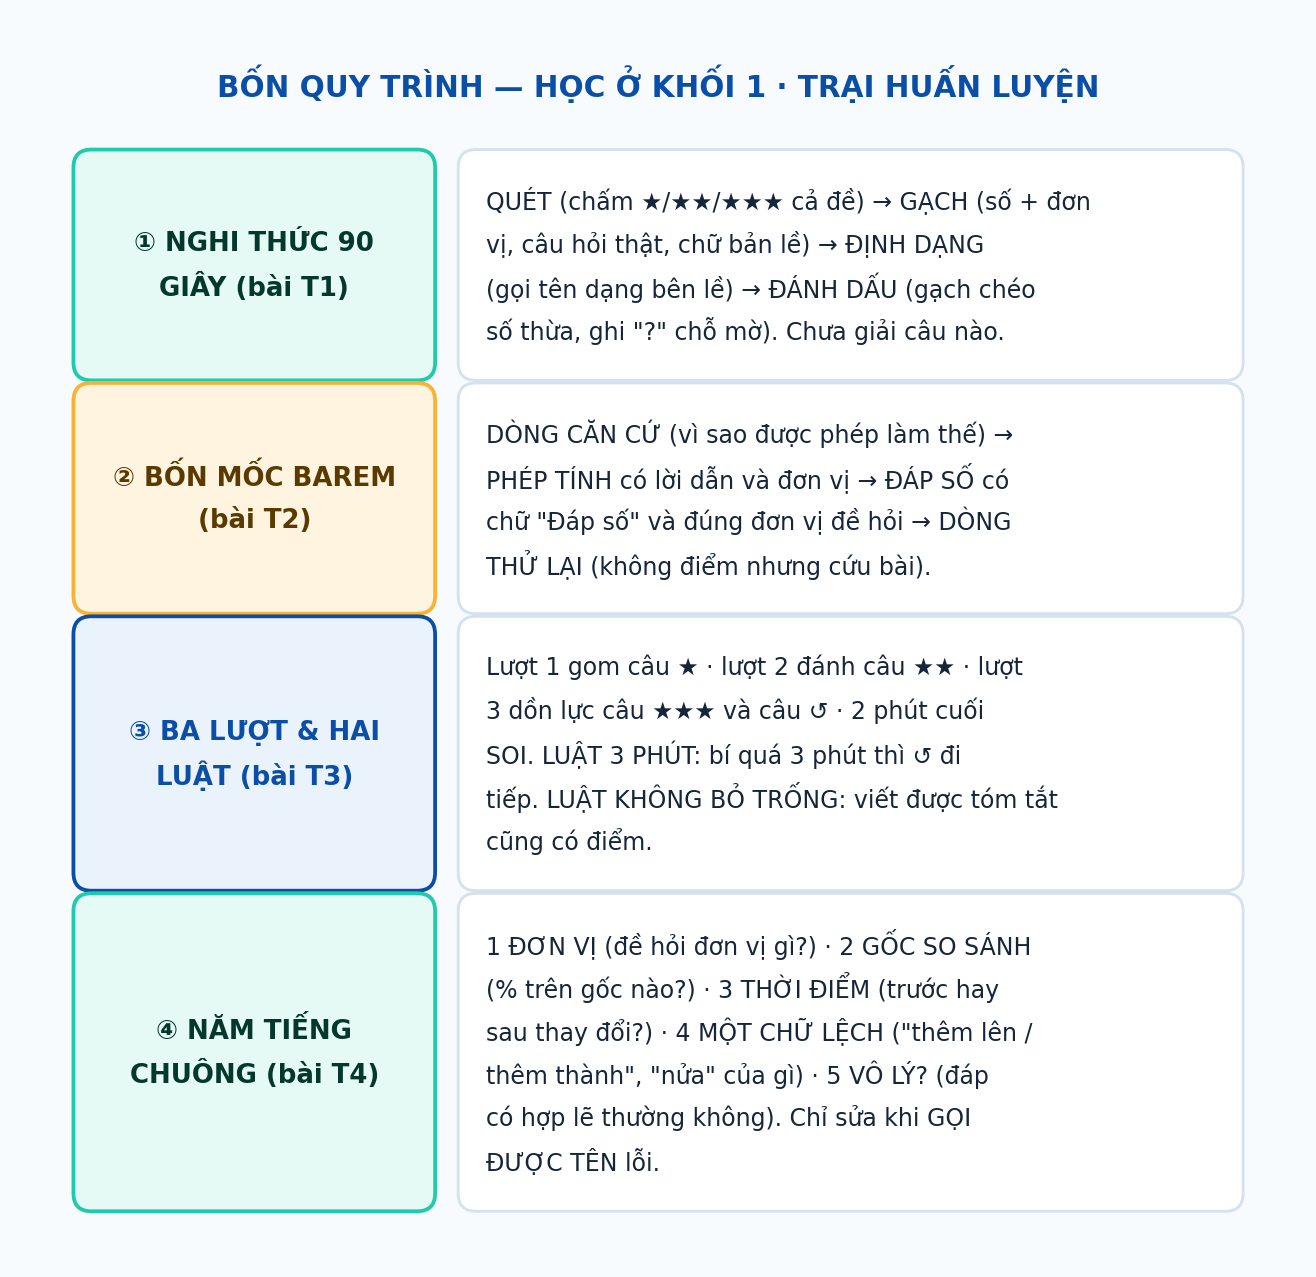 BỐN QUY TRÌNH — HỌC Ở KHỐI 1 · TRẠI HUẤN LUYỆN
① NGHI THỨC 90
GIÂY (bài T1)
QUÉT (chấm ★/★★/★★★ cả đề) → GẠCH (số + đơn
vị, câu hỏi thật, chữ bản lề) → ĐỊNH DẠNG
(gọi tên dạng bên lề) → ĐÁNH DẤU (gạch chéo
số thừa, ghi "?" chỗ mờ). Chưa giải câu nào.
② BỐN MỐC BAREM
(bài T2)
DÒNG CĂN CỨ (vì sao được phép làm thế) →
PHÉP TÍNH có lời dẫn và đơn vị → ĐÁP SỐ có
chữ "Đáp số" và đúng đơn vị đề hỏi → DÒNG
THỬ LẠI (không điểm nhưng cứu bài).
③ BA LƯỢT & HAI
LUẬT (bài T3)
Lượt 1 gom câu ★ · lượt 2 đánh câu ★★ · lượt
3 dồn lực câu ★★★ và câu ↺ · 2 phút cuối
SOI. LUẬT 3 PHÚT: bí quá 3 phút thì ↺ đi
tiếp. LUẬT KHÔNG BỎ TRỐNG: viết được tóm tắt
cũng có điểm.
④ NĂM TIẾNG
CHUÔNG (bài T4)
1 ĐƠN VỊ (đề hỏi đơn vị gì?) · 2 GỐC SO SÁNH
(% trên gốc nào?) · 3 THỜI ĐIỂM (trước hay
sau thay đổi?) · 4 MỘT CHỮ LỆCH ("thêm lên /
thêm thành", "nửa" của gì) · 5 VÔ LÝ? (đáp
có hợp lẽ thường không). Chỉ sửa khi GỌI
ĐƯỢC TÊN lỗi.